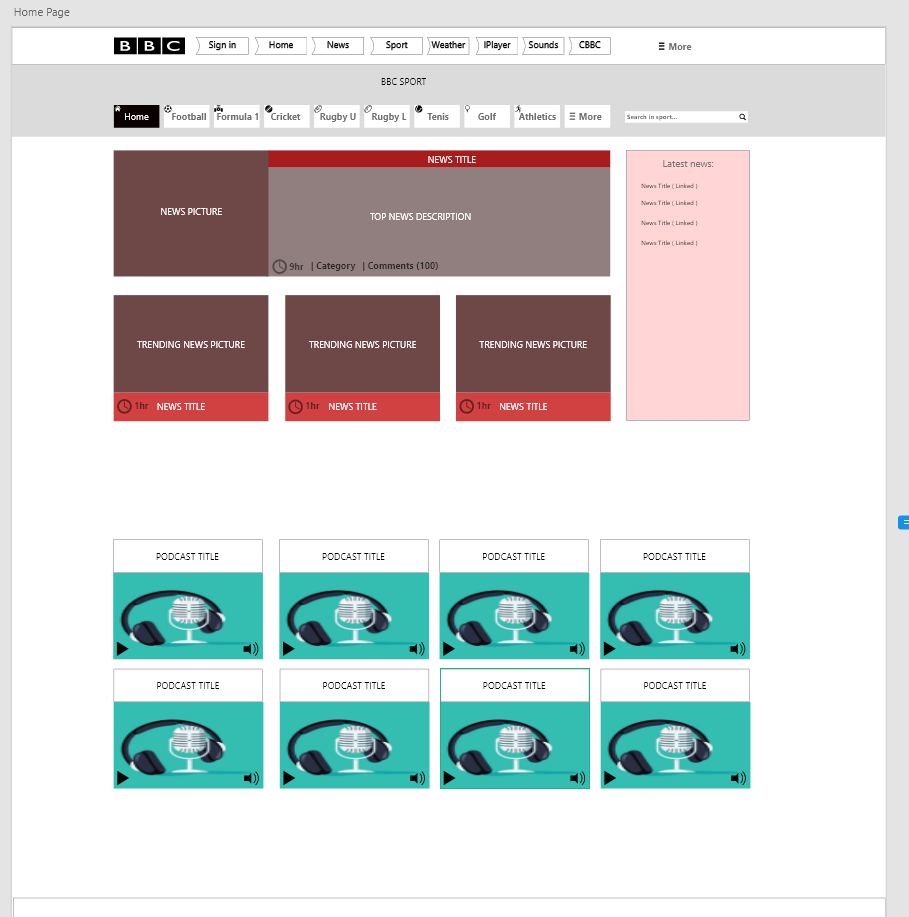 Home Page
BBC Sign in Home News Sport Weather IPlayer Sounds CBBC More
BBC SPORT
Home Football Formula 1 Cricket Rugby U Rugby L Tenis Golf Athletics More Search in sport...
NEWS TITLE
NEWS PICTURE
TOP NEWS DESCRIPTION
9hr | Category | Comments (100)
Latest news:
News Title ( Linked )
News Title ( Linked )
News Title ( Linked )
News Title ( Linked )
TRENDING NEWS PICTURE TRENDING NEWS PICTURE TRENDING NEWS PICTURE
1hr NEWS TITLE 1hr NEWS TITLE 1hr NEWS TITLE
PODCAST TITLE PODCAST TITLE PODCAST TITLE PODCAST TITLE
PODCAST TITLE PODCAST TITLE PODCAST TITLE PODCAST TITLE